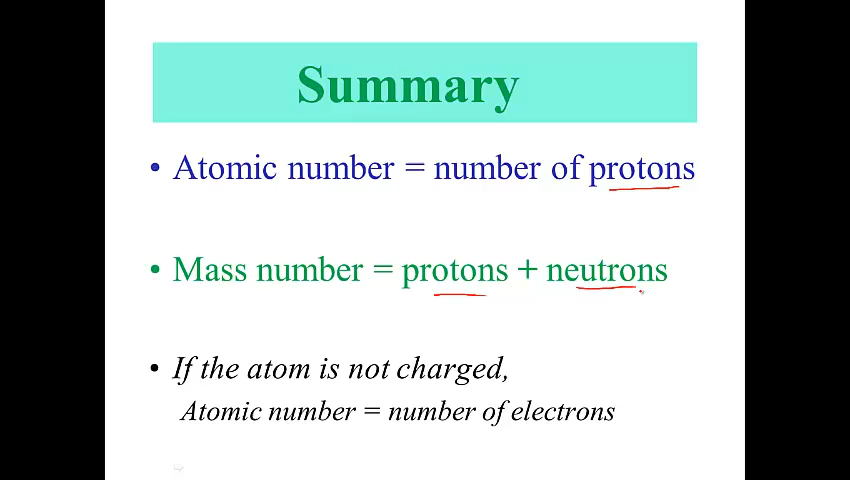 Summary
• Atomic number = number of protons
• Mass number = protons + neutrons
• If the atom is not charged,
Atomic number = number of electrons